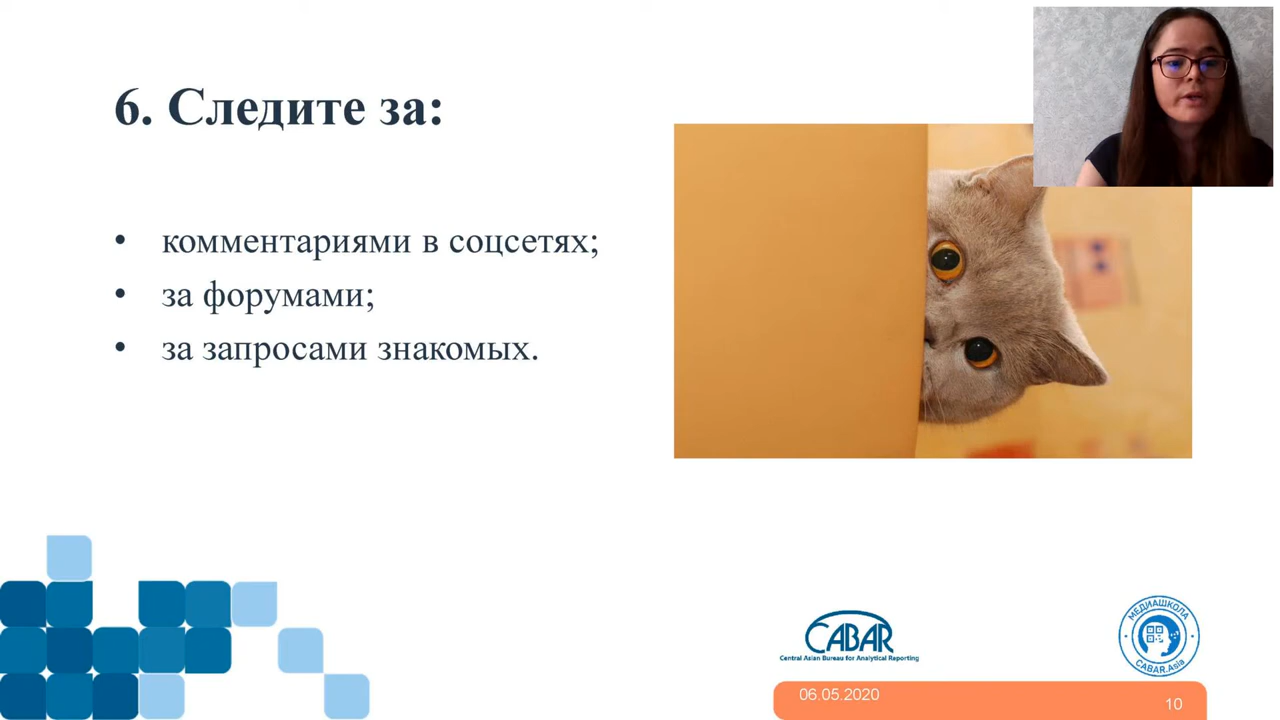 6. Следите за:
• комментариями в соцсетях;
• за форумами;
• за запросами знакомых.
CABAR
Central Asian Bureau for Analytical Reporting
МЕДИАШКОЛА
CABAR.Asia
06.05.2020
10